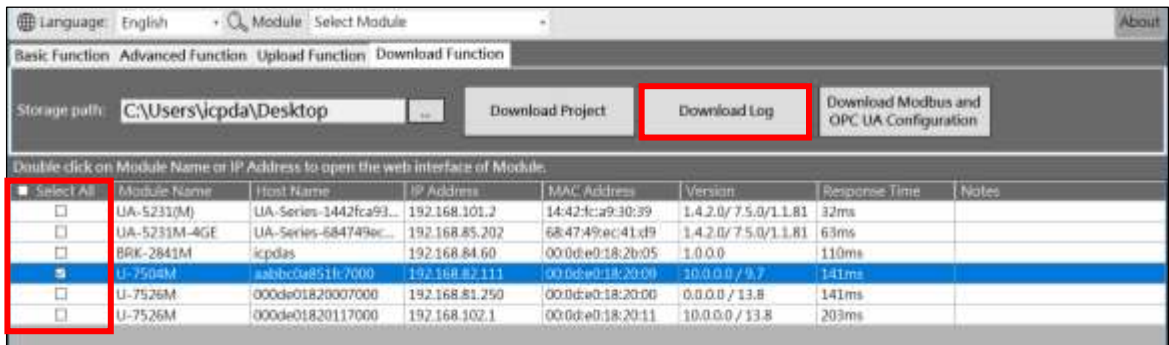 Language: English Module Select Module About
Basic Function Advanced Function Upload Function Download Function
Storage path: C:\Users\icpda\Desktop ... Download Project Download Log Download Modbus and
OPC UA Configuration
Double click on Module Name or IP Address to open the web interface of Module.
Select All Module Name Host Name IP Address MAC Address Version Response Time Notes
UA-5231(M) UA-Series-1442fca93... 192.168.101.2 14:42:fc:a9:30:39 1.4.2.0/ 7.5.0/1.1.81 32ms
UA-5231M-4GE UA-Series-684749ec... 192.168.85.202 68:47:49:ec:41:d9 1.4.2.0/ 7.5.0/1.1.81 63ms
BRK-2841M icpdas 192.168.84.60 00:0d:e0:18:2b:05 1.0.0.0 110ms
U-7504M 192.168.82.111 00:0d:e0:18:20:09 10.0.0.0 / 9.7 141ms
U-7526M 000de01820007000 192.168.81.250 00:0d:e0:18:20:00 0.0.0.0 / 13.8 141ms
U-7526M 000de01820117000 192.168.102.1 00:0d:e0:18:20:11 10.0.0.0 / 13.8 203ms